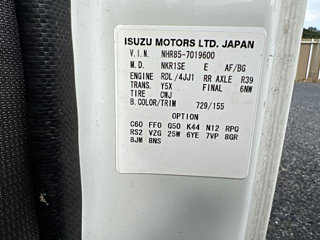 ISUZU MOTORS LTD. JAPAN
V.I.N. NHR85-7019600
M.D. NKR1SE E AF/BG
ENGINE RDL/4JJ1 RR AXLE R39
TRANS. Y5X FINAL 6NW
TIRE CWJ
B.COLOR/TRIM 729/155
OPTION
C60 FF0 G50 K44 N12 RPQ
RS2 VZG 25W 6YE 7VP 8GR
8JM 8NS